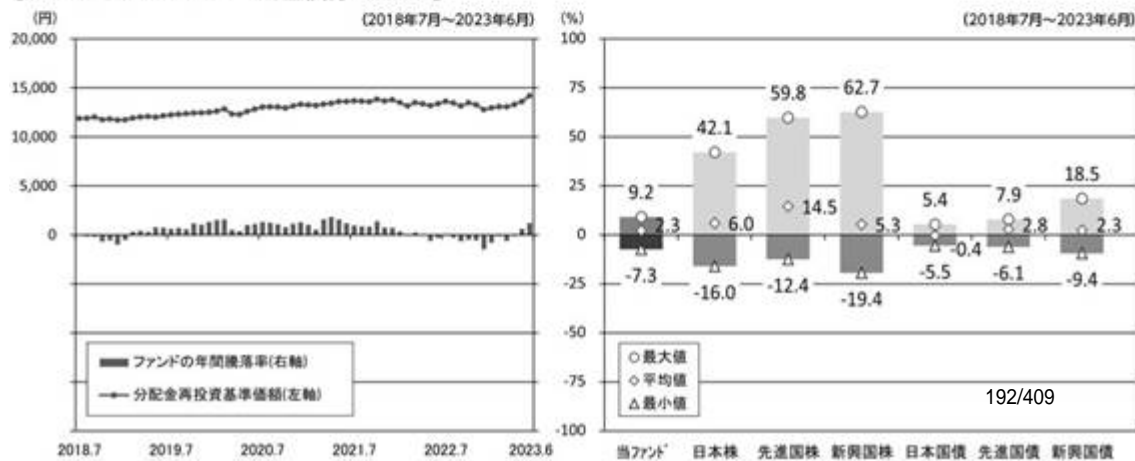 (円)
(2018年7月～2023年6月)
20,000
15,000
10,000
5,000
0
ファンドの年間騰落率(右軸)
分配金再投資基準価額(左軸)
2018.7 2019.7 2020.7 2021.7 2022.7 2023.6
(%)
(2018年7月～2023年6月)
100
75
50
25
0
-25
-50
-75
-100
9.2 42.1 59.8 62.7 5.4 7.9 18.5
2.3 6.0 14.5 5.3 -0.4 2.8 2.3
-7.3 -16.0 -12.4 -19.4 -5.5 -6.1 -9.4
最大値
平均値
最小値
192/409
当ファンド 日本株 先進国株 新興国株 日本国債 先進国債 新興国債